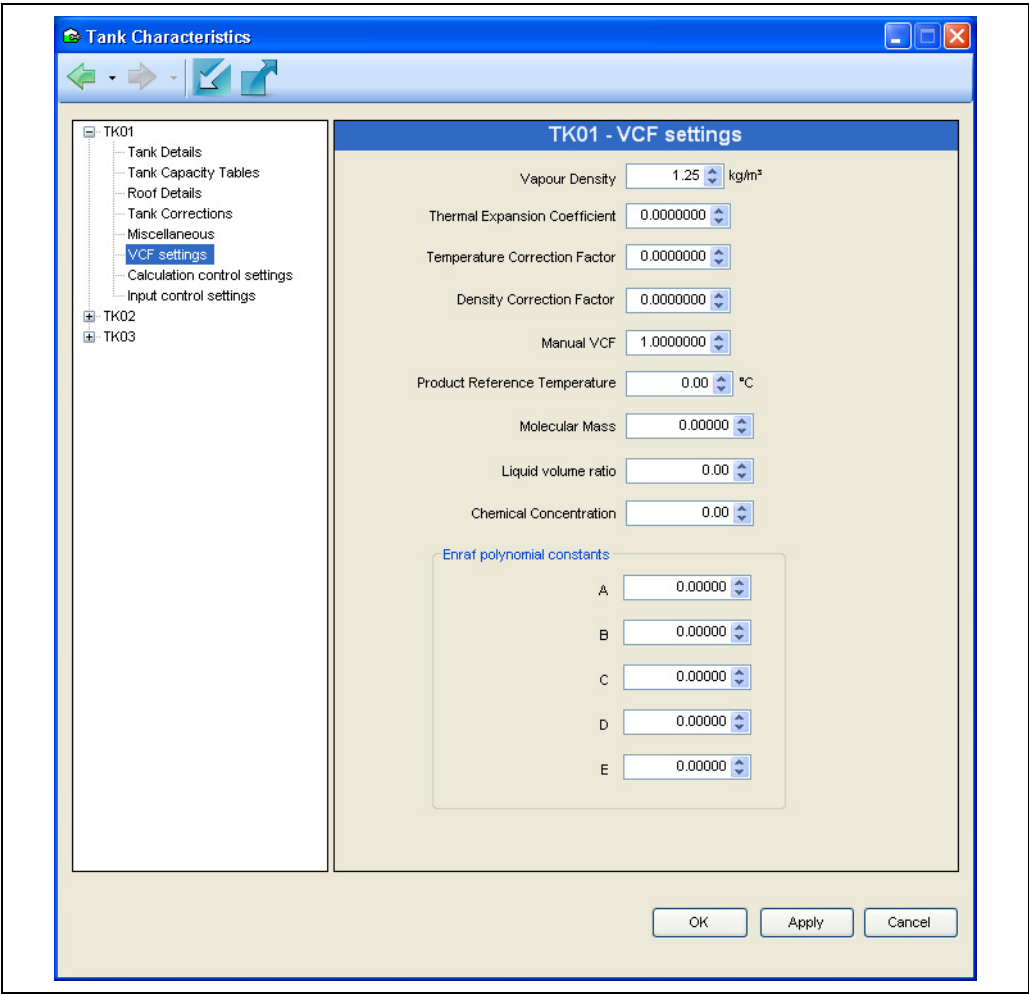 Tank Characteristics
TK01
Tank Details
Tank Capacity Tables
Roof Details
Tank Corrections
Miscellaneous
VCF settings
Calculation control settings
Input control settings
TK02
TK03
TK01 - VCF settings
Vapour Density 1.25 kg/m³
Thermal Expansion Coefficient 0.0000000
Temperature Correction Factor 0.0000000
Density Correction Factor 0.0000000
Manual VCF 1.0000000
Product Reference Temperature 0.00 °C
Molecular Mass 0.00000
Liquid volume ratio 0.00
Chemical Concentration 0.00
Enraf polynomial constants
A 0.00000
B 0.00000
C 0.00000
D 0.00000
E 0.00000
OK Apply Cancel